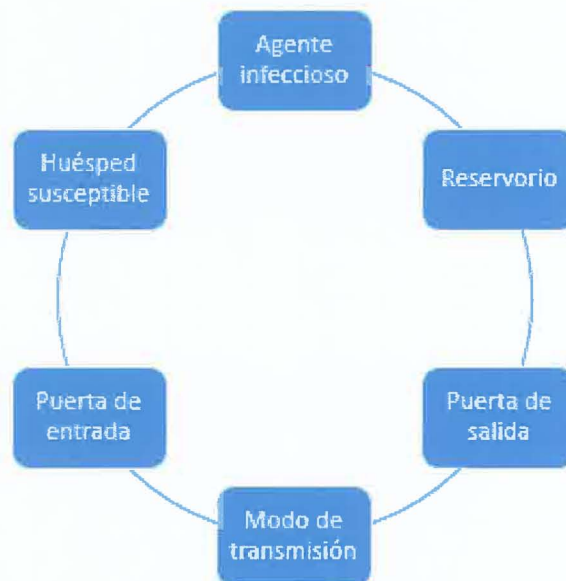 Agente
infeccioso
Reservorio
Puerta de
salida
Modo de
transmisión
Puerta de
entrada
Huésped
susceptible